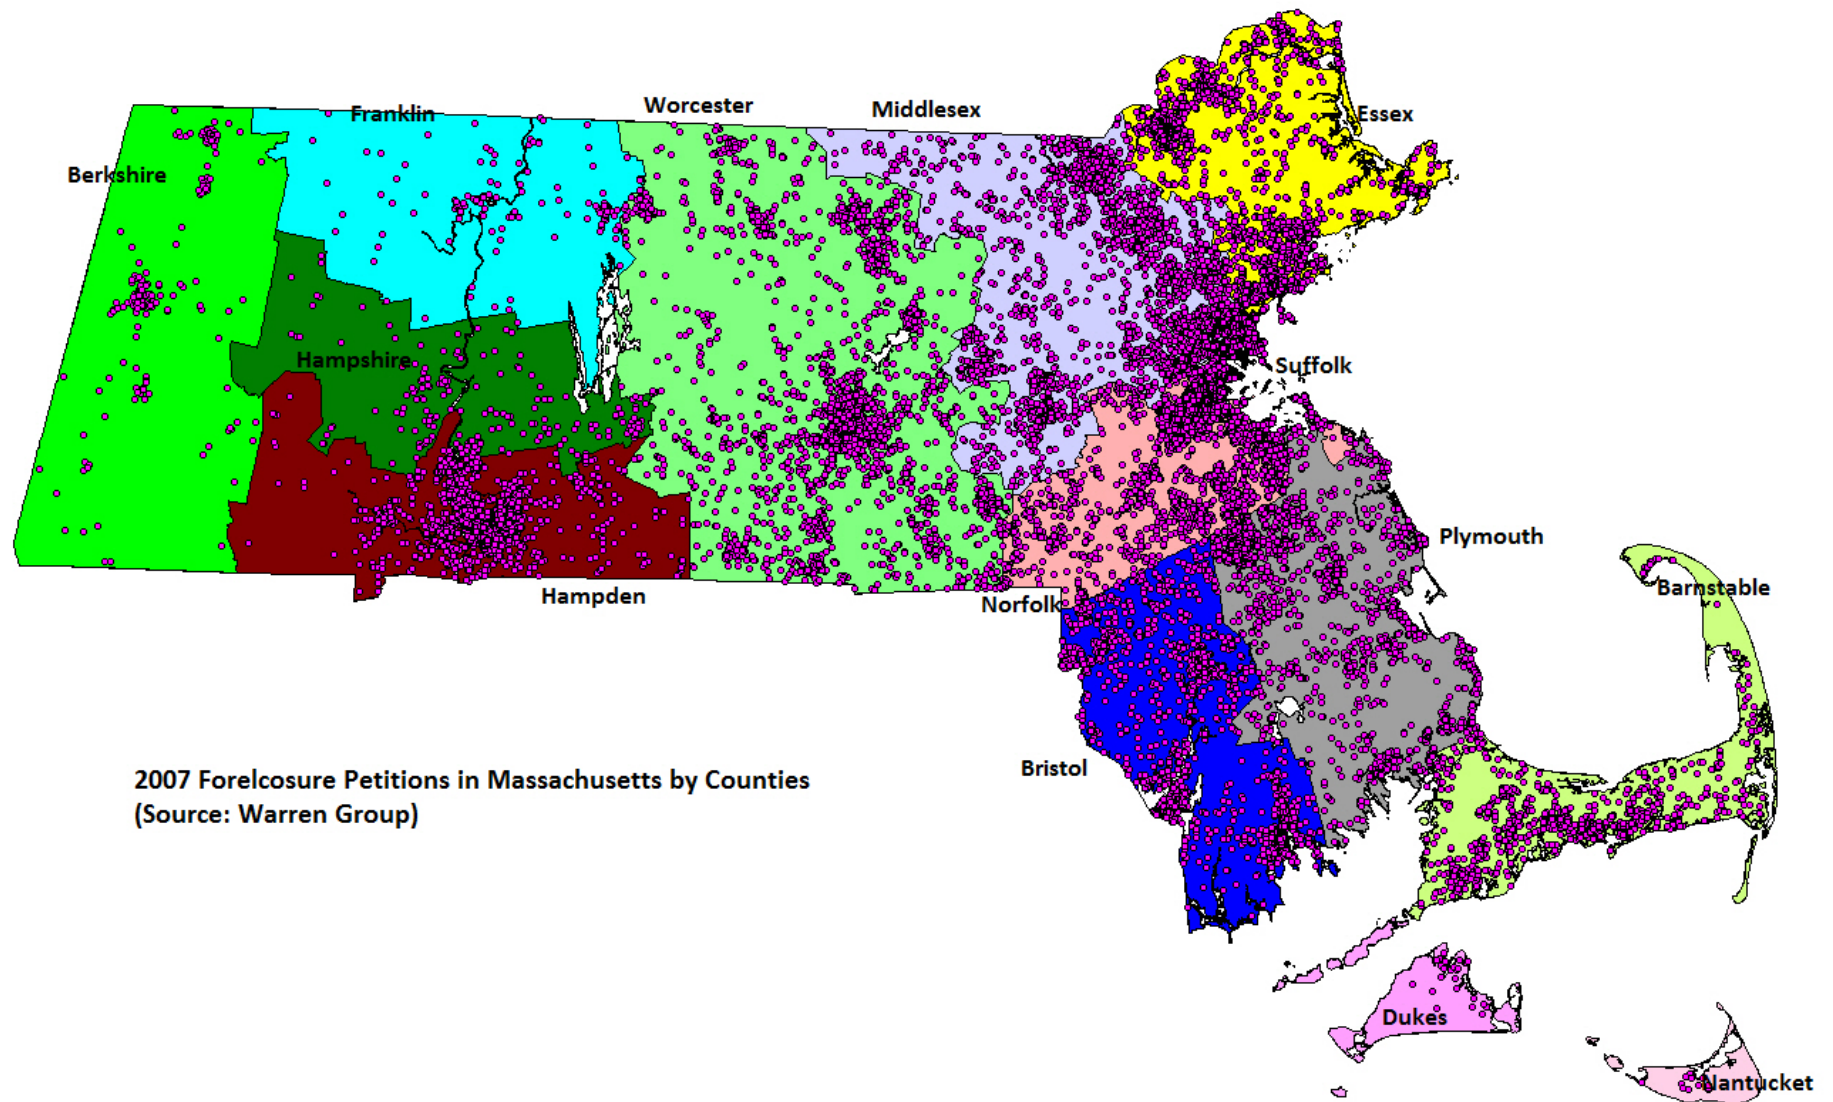 Franklin
Worcester
Middlesex
Essex
Berkshire
Hampshire
Suffolk
Plymouth
Hampden
Norfolk
Barnstable
Bristol
2007 Forelcosure Petitions in Massachusetts by Counties
(Source: Warren Group)
Dukes
Nantucket